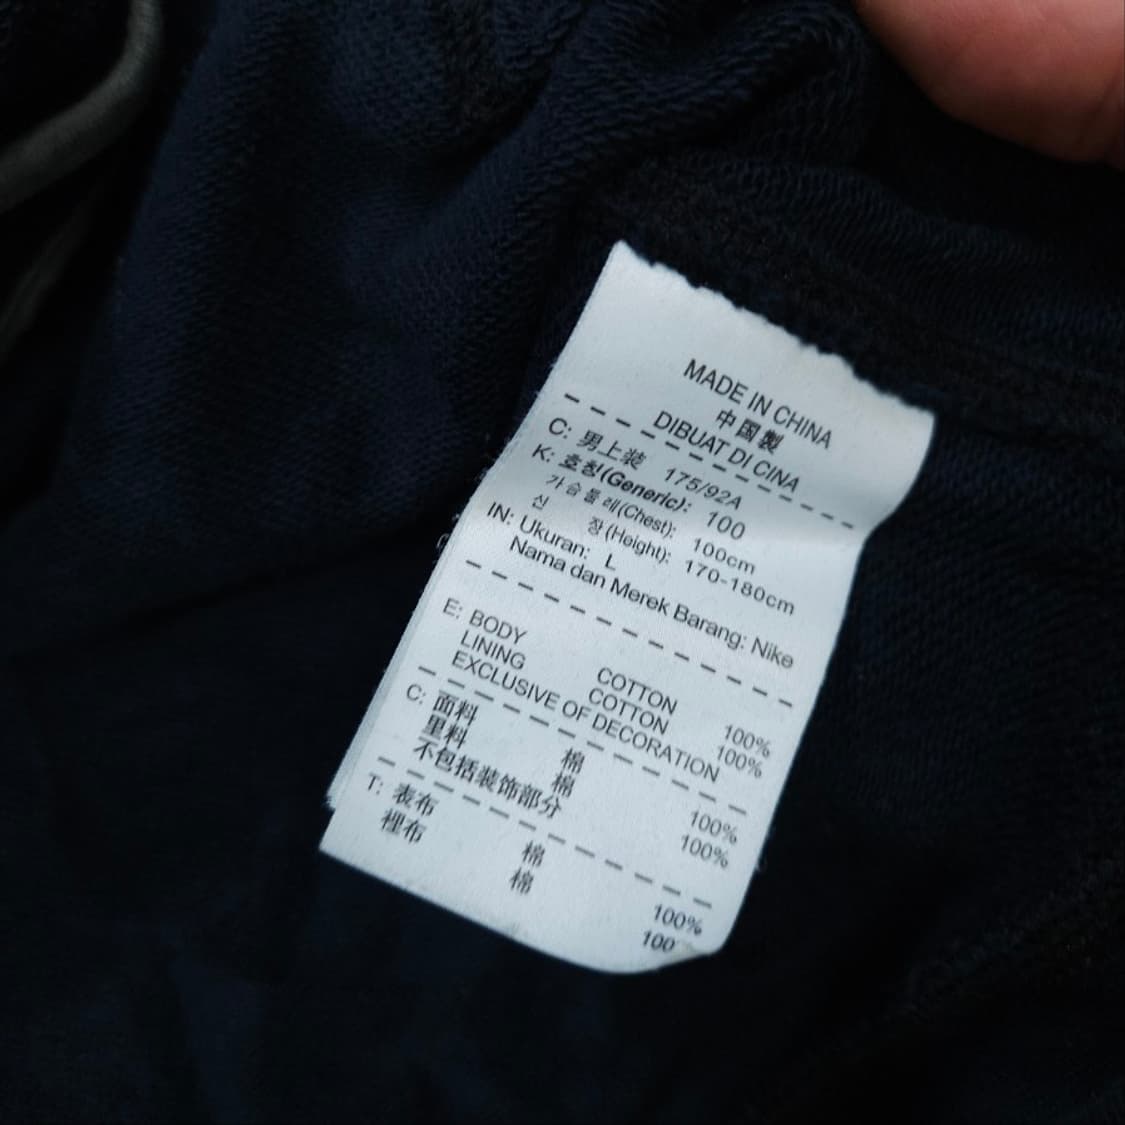 MADE IN CHINA
中国製
DIBUAT DI CINA
C: 男上装 175/92A
K: 호칭(Generic): 100
가슴둘레(Chest): 100cm
신 장(Height): 170-180cm
IN: Ukuran: L
Nama dan Merek Barang: Nike
E: BODY COTTON 100%
LINING COTTON 100%
EXCLUSIVE OF DECORATION
C: 面料 棉 100%
里料 棉 100%
不包括装饰部分
T: 表布 棉 100%
裡布 棉 100